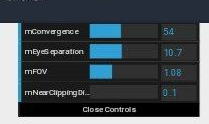 mConvergence 54
mEyeSeparation 10.7
mFOV 1.08
mNearClippingDi... 0.1
Close Controls